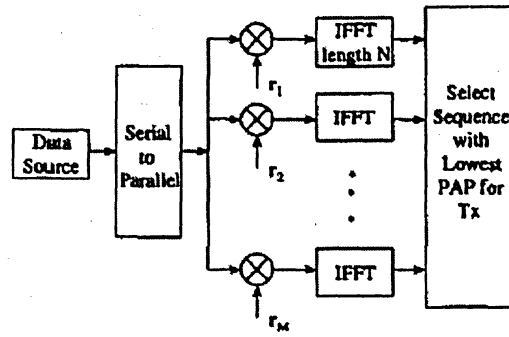 Data
Source
Serial
to
Parallel
r1
IFFT
length N
r2
IFFT
rM
IFFT
Select
Sequence
with
Lowest
PAP for
Tx